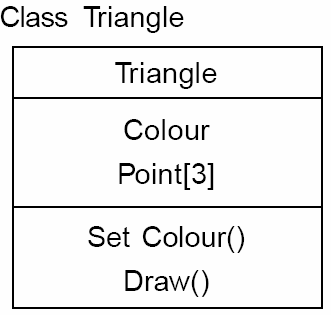 Class Triangle
Triangle
Colour
Point[3]
Set Colour()
Draw()